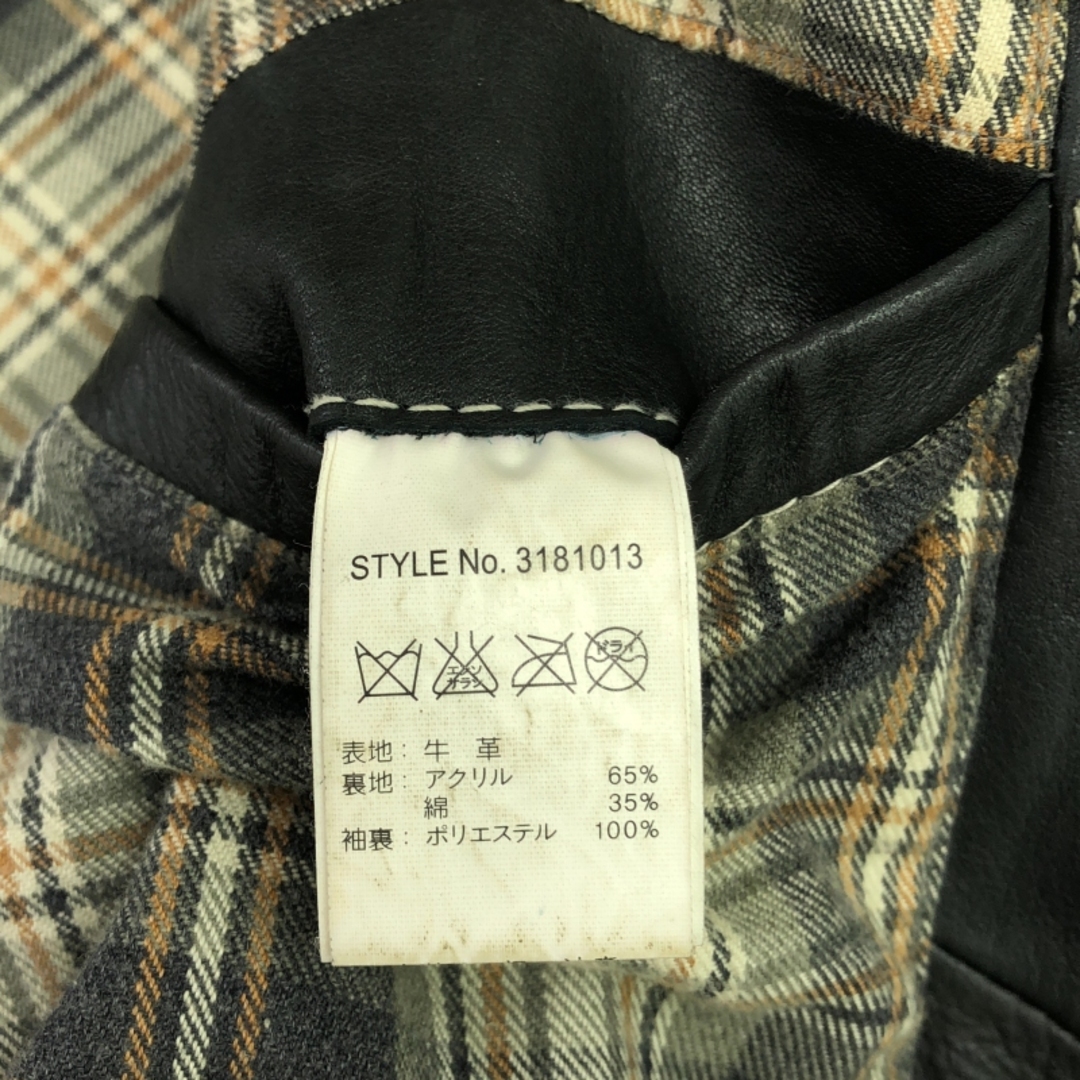 STYLE No. 3181013
エンソ
サラシ
ドライ
表地: 牛 革
裏地: アクリル 65%
綿 35%
袖裏: ポリエステル 100%